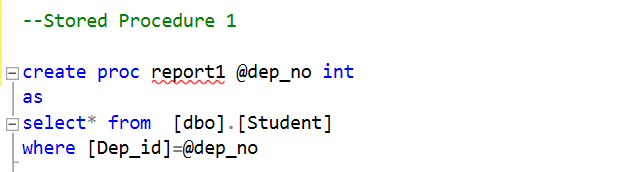 --Stored Procedure 1
create proc report1 @dep_no int
as
select* from  [dbo].[Student]
where [Dep_id]=@dep_no